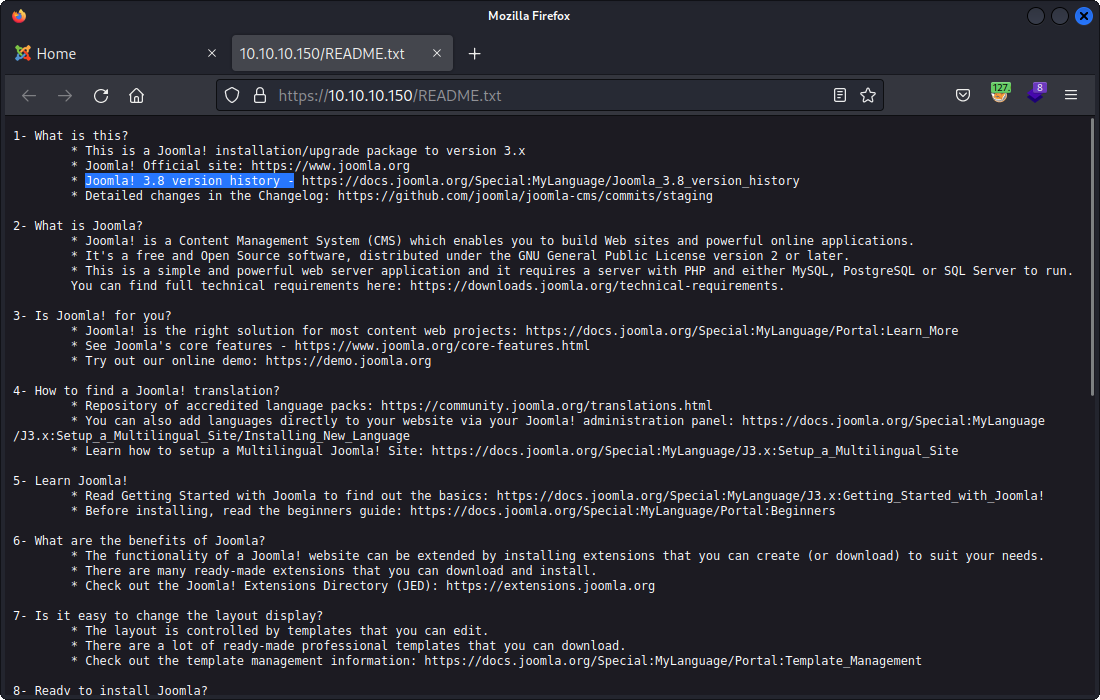 Mozilla Firefox
Home
10.10.10.150/README.txt
https://10.10.10.150/README.txt
127.
8
1- What is this?
* This is a Joomla! installation/upgrade package to version 3.x
* Joomla! Official site: https://www.joomla.org
* Joomla! 3.8 version history - https://docs.joomla.org/Special:MyLanguage/Joomla_3.8_version_history
* Detailed changes in the Changelog: https://github.com/joomla/joomla-cms/commits/staging
2- What is Joomla?
* Joomla! is a Content Management System (CMS) which enables you to build Web sites and powerful online applications.
* It's a free and Open Source software, distributed under the GNU General Public License version 2 or later.
* This is a simple and powerful web server application and it requires a server with PHP and either MySQL, PostgreSQL or SQL Server to run.
You can find full technical requirements here: https://downloads.joomla.org/technical-requirements.
3- Is Joomla! for you?
* Joomla! is the right solution for most content web projects: https://docs.joomla.org/Special:MyLanguage/Portal:Learn_More
* See Joomla's core features - https://www.joomla.org/core-features.html
* Try out our online demo: https://demo.joomla.org
4- How to find a Joomla! translation?
* Repository of accredited language packs: https://community.joomla.org/translations.html
* You can also add languages directly to your website via your Joomla! administration panel: https://docs.joomla.org/Special:MyLanguage
/J3.x:Setup_a_Multilingual_Site/Installing_New_Language
* Learn how to setup a Multilingual Joomla! Site: https://docs.joomla.org/Special:MyLanguage/J3.x:Setup_a_Multilingual_Site
5- Learn Joomla!
* Read Getting Started with Joomla to find out the basics: https://docs.joomla.org/Special:MyLanguage/J3.x:Getting_Started_with_Joomla!
* Before installing, read the beginners guide: https://docs.joomla.org/Special:MyLanguage/Portal:Beginners
6- What are the benefits of Joomla?
* The functionality of a Joomla! website can be extended by installing extensions that you can create (or download) to suit your needs.
* There are many ready-made extensions that you can download and install.
* Check out the Joomla! Extensions Directory (JED): https://extensions.joomla.org
7- Is it easy to change the layout display?
* The layout is controlled by templates that you can edit.
* There are a lot of ready-made professional templates that you can download.
* Check out the template management information: https://docs.joomla.org/Special:MyLanguage/Portal:Template_Management
8- Ready to install Joomla?